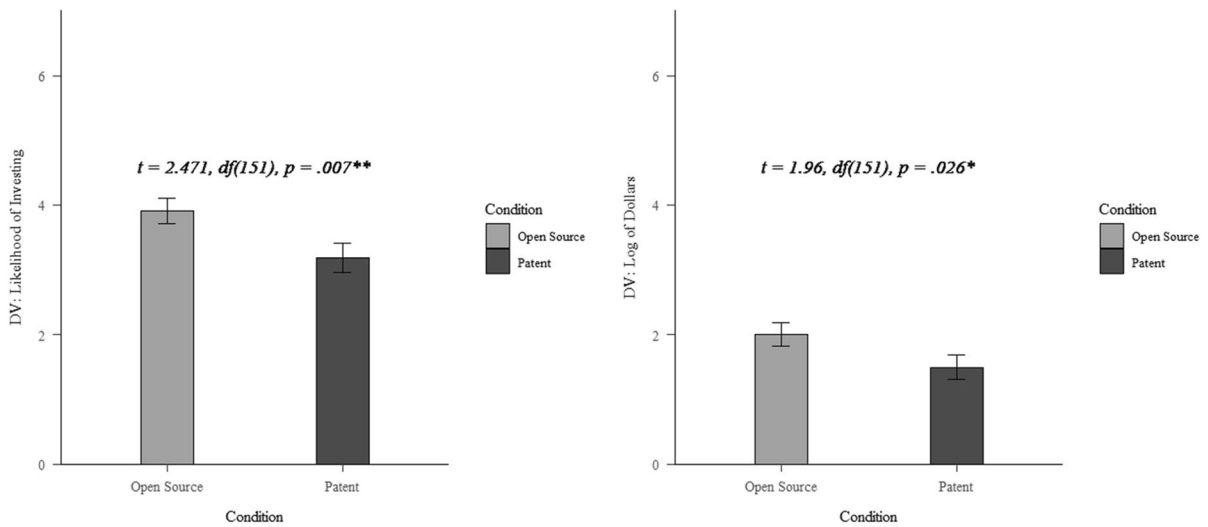 DV: Likelihood of Investing
6
4
2
0
t = 2.471, df(151), p = .007**
Open Source
Patent
Condition
Condition
Open Source
Patent
DV: Log of Dollars
6
4
2
0
t = 1.96, df(151), p = .026*
Open Source
Patent
Condition
Condition
Open Source
Patent